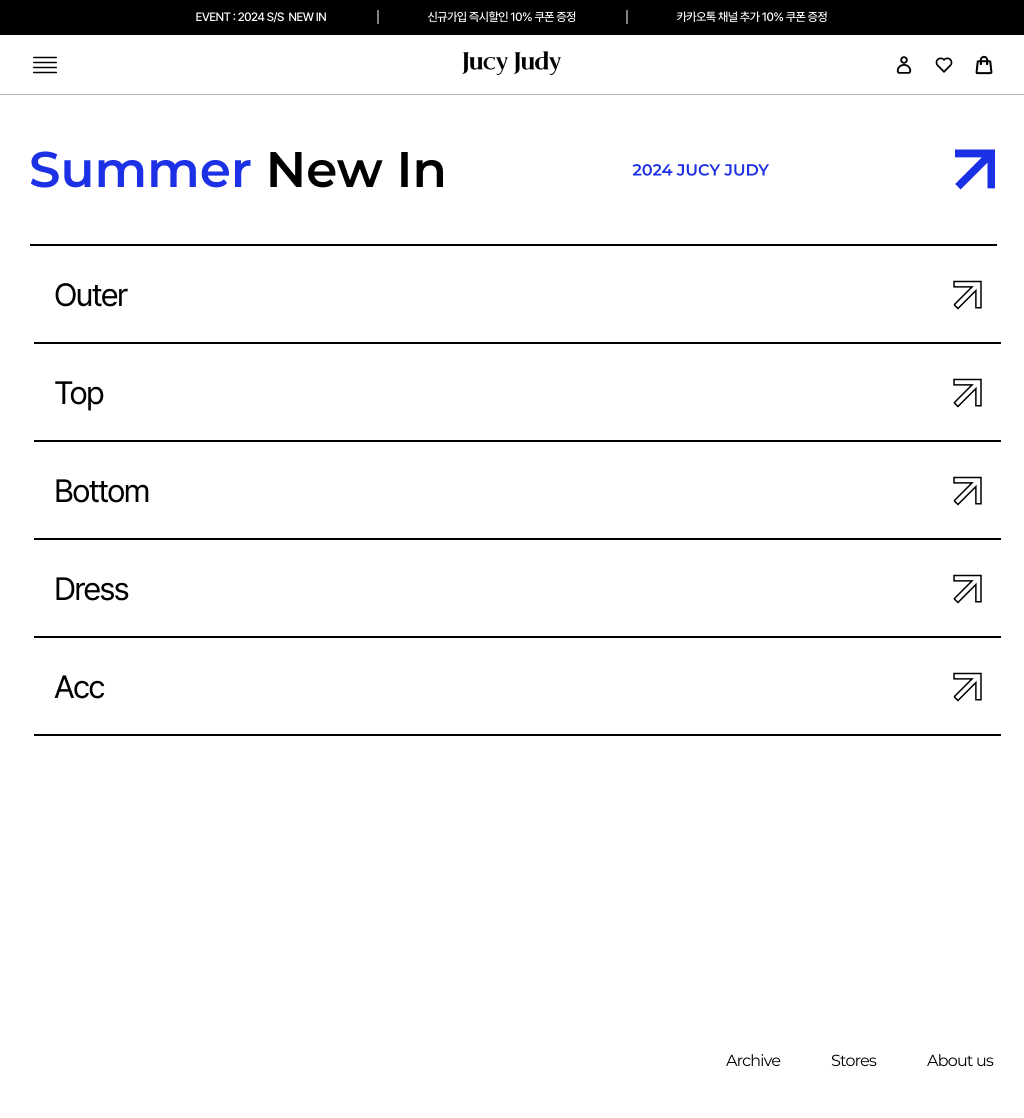 EVENT : 2024 S/S NEW IN | 신규가입 즉시할인 10% 쿠폰 증정 | 카카오톡 채널 추가 10% 쿠폰 증정
Jucy Judy
Summer New In
2024 JUCY JUDY
Outer
Top
Bottom
Dress
Acc
Archive Stores About us